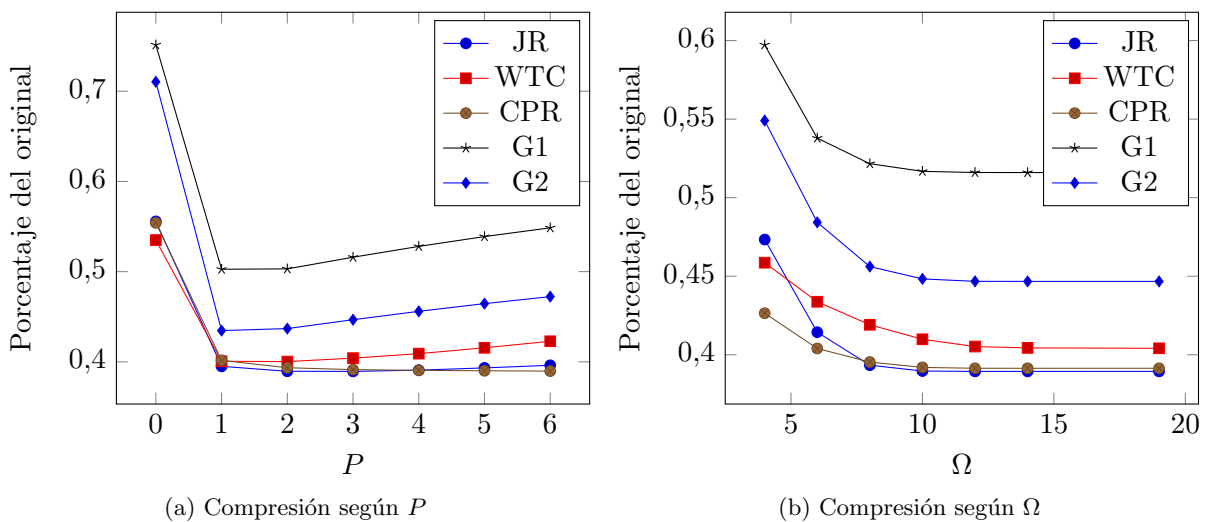 Porcentaje del original
0,7
0,6
0,5
0,4
0 1 2 3 4 5 6
P
JR
WTC
CPR
G1
G2
(a) Compresión según P
Porcentaje del original
0,6
0,55
0,5
0,45
0,4
5 10 15 20
Ω
JR
WTC
CPR
G1
G2
(b) Compresión según Ω